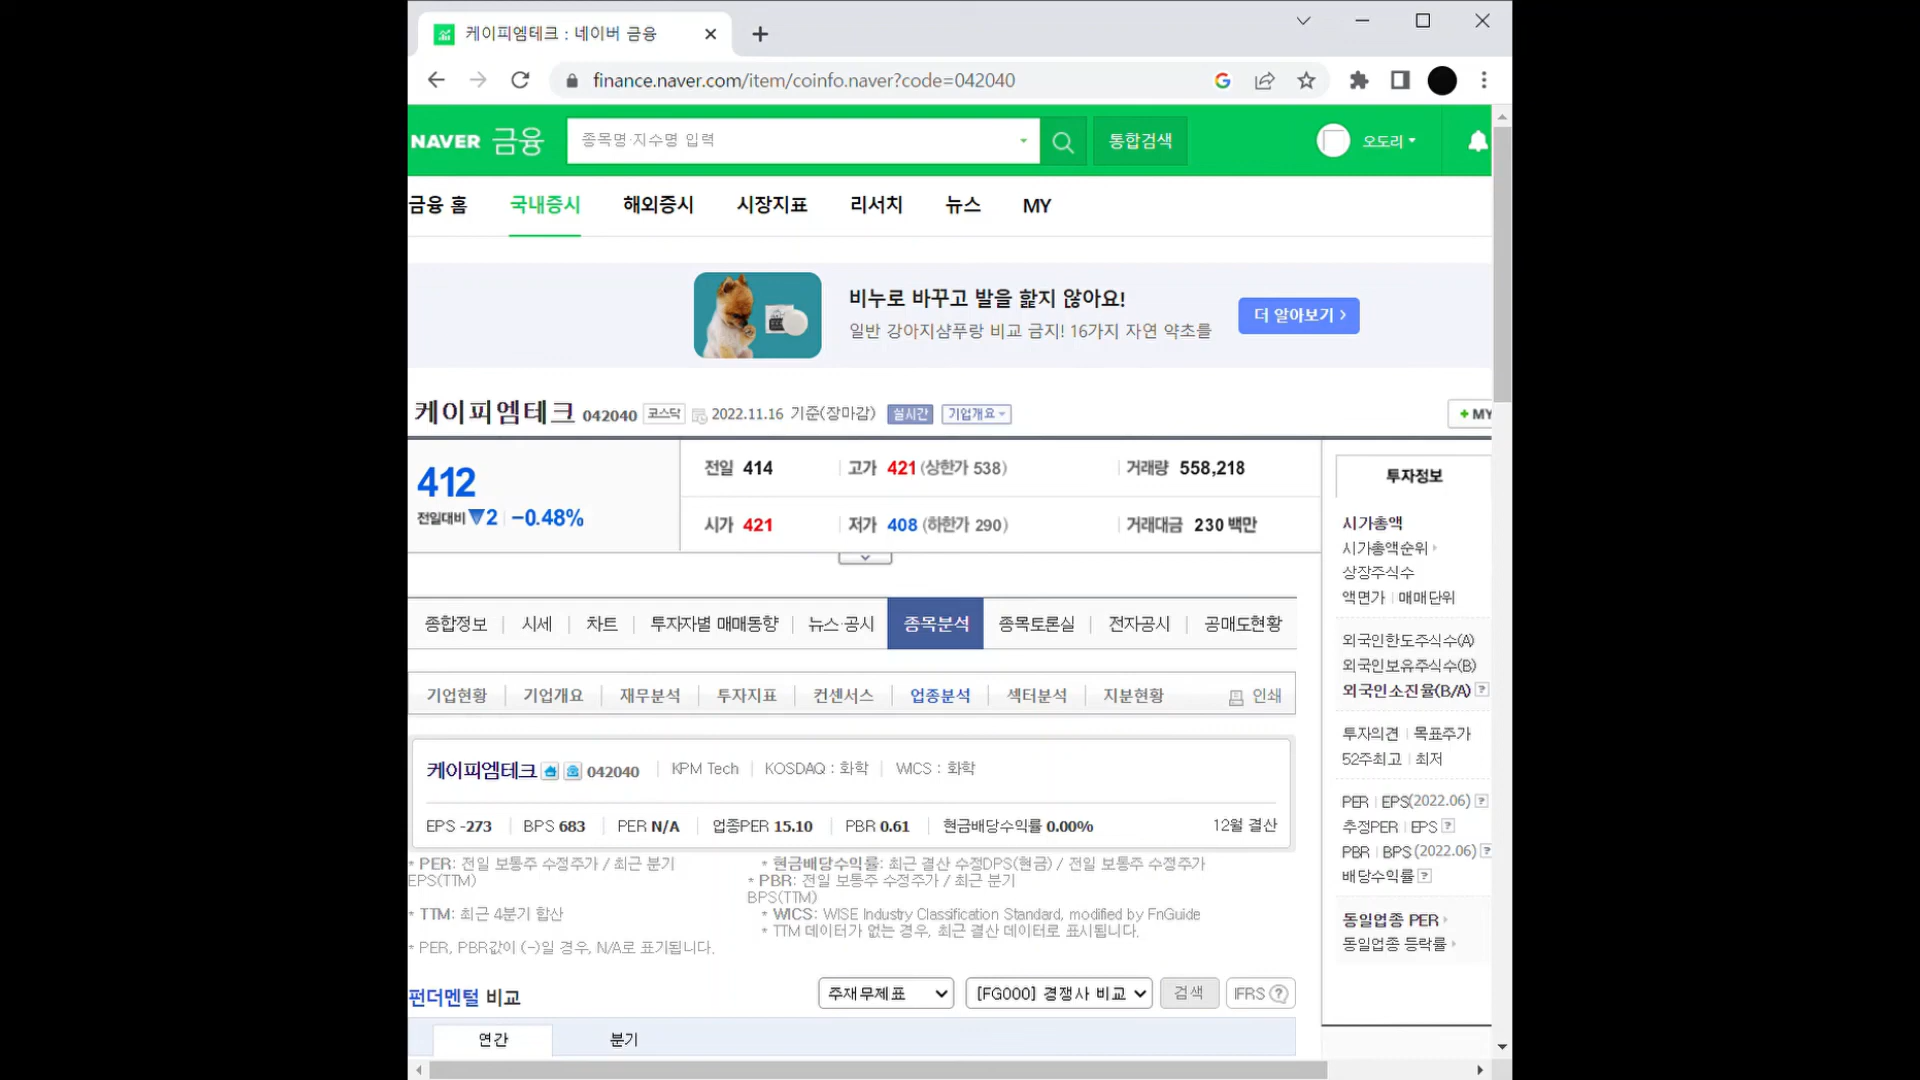 케이피엠테크 : 네이버 금융
finance.naver.com/item/coinfo.naver?code=042040
NAVER 금융 종목명·지수명 입력 통합검색 오도리
금융 홈 국내증시 해외증시 시장지표 리서치 뉴스 MY
비누로 바꾸고 발을 핥지 않아요!
일반 강아지샴푸랑 비교 금지! 16가지 자연 약초를
더 알아보기 >
케이피엠테크 042040 코스닥 2022.11.16 기준(장마감) 실시간 기업개요
+ MY
412
전일대비 ▼2 −0.48%
전일 414 고가 421 (상한가 538) 거래량 558,218
시가 421 저가 408 (하한가 290) 거래대금 230 백만
종합정보 시세 차트 투자자별 매매동향 뉴스·공시 종목분석 종목토론실 전자공시 공매도현황
기업현황 기업개요 재무분석 투자지표 컨센서스 업종분석 섹터분석 지분현황 인쇄
케이피엠테크 042040 KPM Tech KOSDAQ : 화학 WICS : 화학
EPS -273 BPS 683 PER N/A 업종PER 15.10 PBR 0.61 현금배당수익률 0.00% 12월 결산
* PER: 전일 보통주 수정주가 / 최근 분기
EPS(TTM)
* TTM: 최근 4분기 합산
* PER, PBR값이 (-)일 경우, N/A로 표기됩니다.
* 현금배당수익률: 최근 결산 수정DPS(현금) / 전일 보통주 수정주가
* PBR: 전일 보통주 수정주가 / 최근 분기
BPS(TTM)
* WICS: WISE Industry Classification Standard, modified by FnGuide
* TTM 데이터가 없는 경우, 최근 결산 데이터로 표시됩니다.
펀더멘털 비교 주재무제표 [FG000] 경쟁사 비교 검색 IFRS ?
연간 분기
투자정보
시가총액
시가총액순위
상장주식수
액면가 매매단위
외국인한도주식수(A)
외국인보유주식수(B)
외국인소진율(B/A) ?
투자의견 목표주가
52주최고 최저
PER EPS(2022.06) ?
추정PER EPS ?
PBR BPS (2022.06) ?
배당수익률 ?
동일업종 PER
동일업종 등락률